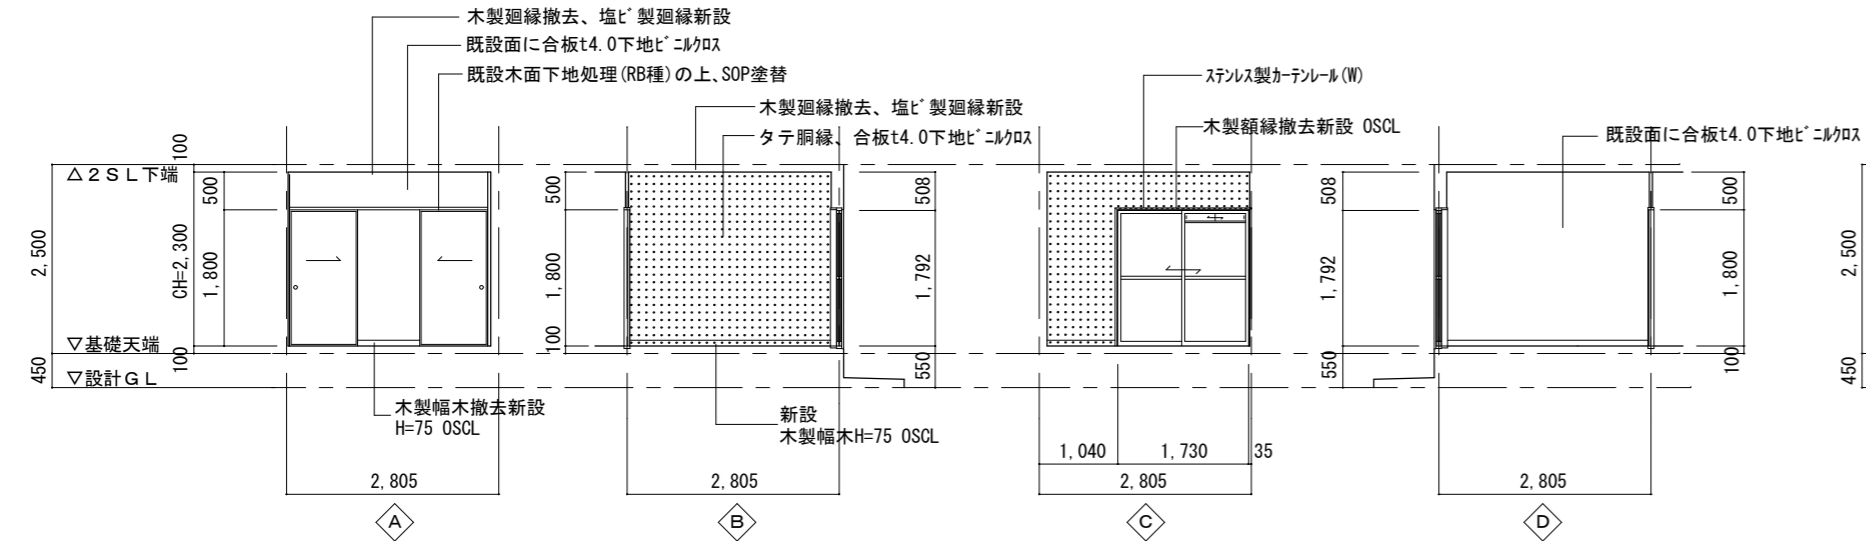 木製廻縁撤去、塩ビ製廻縁新設
既設面に合板t4.0下地ビニルクロス
既設木面下地処理(RB種)の上、SOP塗替
木製廻縁撤去、塩ビ製廻縁新設
タテ胴縁、合板t4.0下地ビニルクロス
ステンレス製カーテンレール(W)
木製額縁撤去新設 OSCL
既設面に合板t4.0下地ビニルクロス
△2SL下端
▽基礎天端
▽設計GL
2,500
450
100
CH=2,300
100
500
1,800
木製幅木撤去新設
H=75 OSCL
2,805
A
500
1,800
100
508
1,792
550
新設
木製幅木H=75 OSCL
2,805
B
1,040
1,730
35
2,805
C
508
1,792
550
500
1,800
100
2,500
450
2,805
D